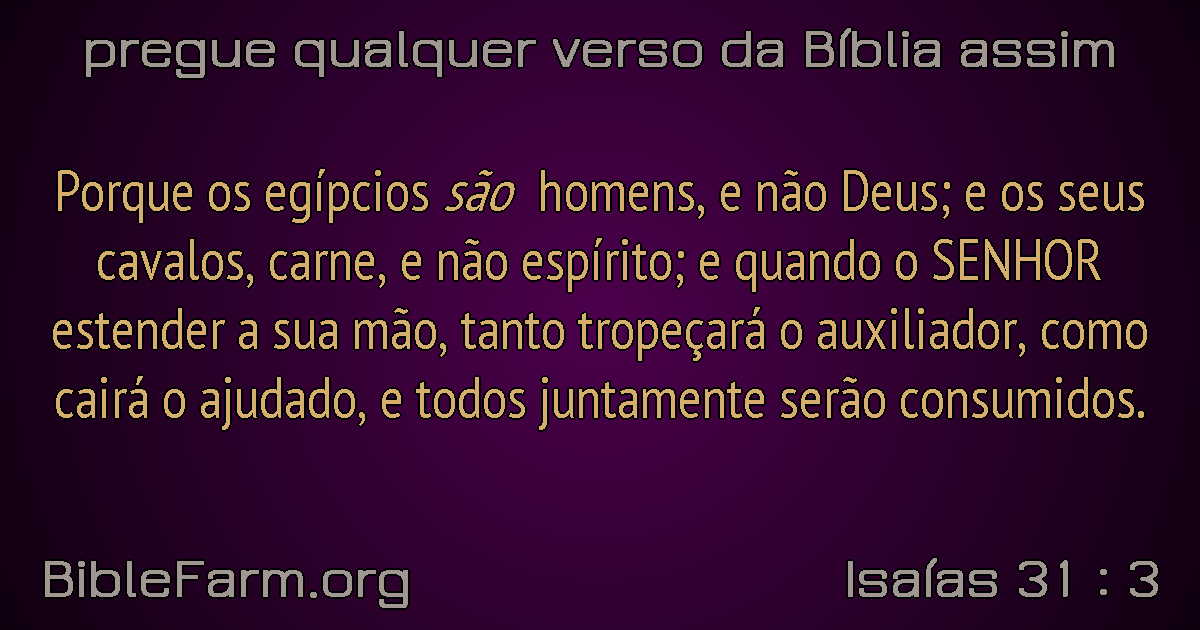 pregue qualquer verso da Bíblia assim
Porque os egípcios são homens, e não Deus; e os seus
cavalos, carne, e não espírito; e quando o SENHOR
estender a sua mão, tanto tropeçará o auxiliador, como
cairá o ajudado, e todos juntamente serão consumidos.
BibleFarm.org
Isaías 31 : 3